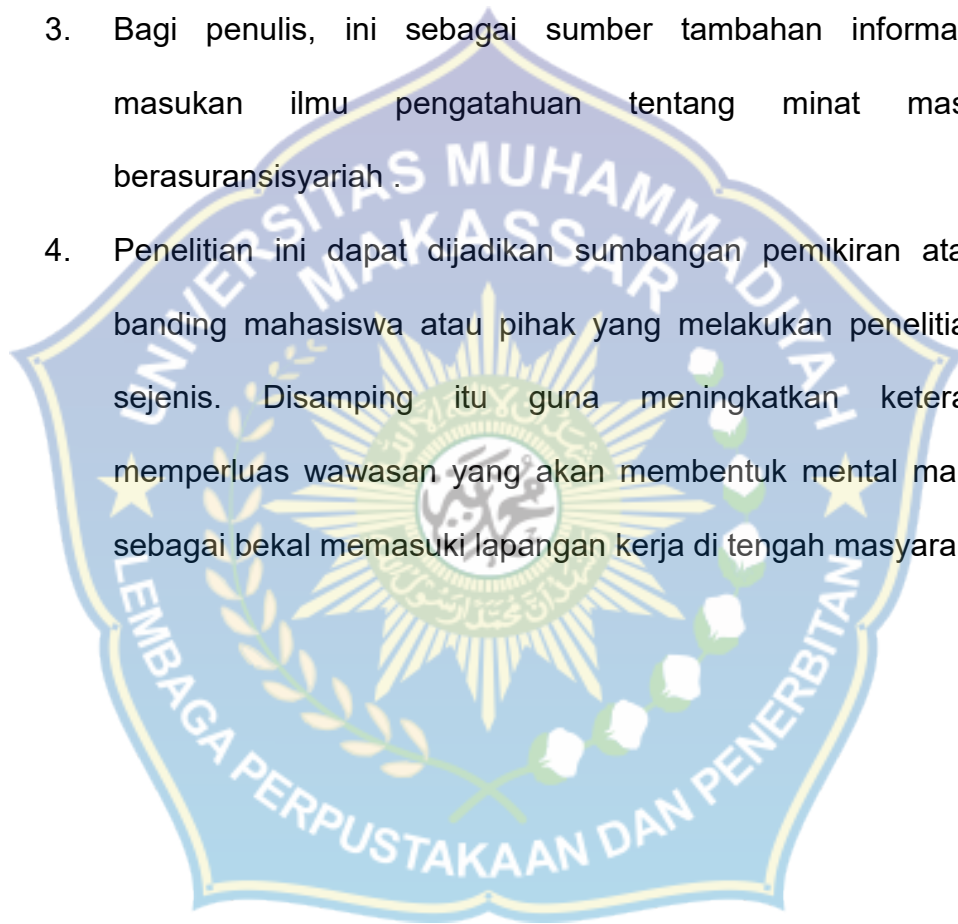 3. Bagi penulis, ini sebagai sumber tambahan informa
masukan ilmu pengatahuan tentang minat mas
berasuransisyariah .
4. Penelitian ini dapat dijadikan sumbangan pemikiran ata
banding mahasiswa atau pihak yang melakukan penelitia
sejenis. Disamping itu guna meningkatkan ketera
memperluas wawasan yang akan membentuk mental ma
sebagai bekal memasuki lapangan kerja di tengah masyara
UNIVERSITAS MUHAMMADIYAH
MAKASSAR
LEMBAGA PERPUSTAKAAN DAN PENERBITAN